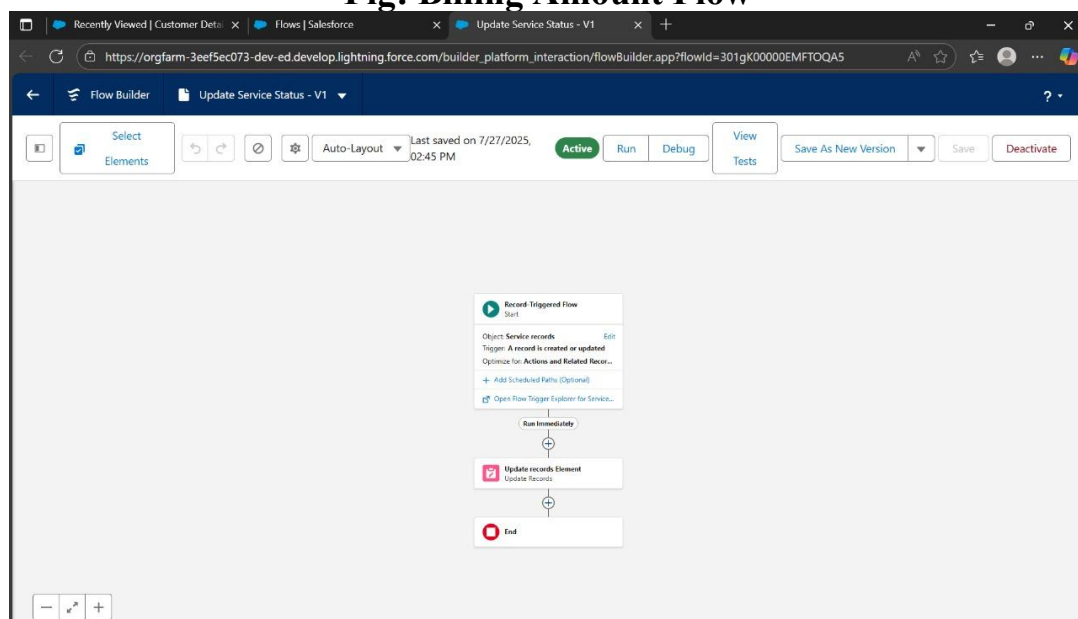 Fig: Billing Amount Flow
Recently Viewed | Customer Detai
Flows | Salesforce
Update Service Status - V1
https://orgfarm-3eef5ec073-dev-ed.develop.lightning.force.com/builder_platform_interaction/flowBuilder.app?flowId=301gK00000EMFTOQA5
Flow Builder
Update Service Status - V1
?
Select
Elements
Auto-Layout
Last saved on 7/27/2025,
02:45 PM
Active
Run
Debug
View
Tests
Save As New Version
Save
Deactivate
Record-Triggered Flow
Start
Object: Service records Edit
Trigger: A record is created or updated
Optimize for: Actions and Related Recor...
+ Add Scheduled Paths (Optional)
Open Flow Trigger Explorer for Service...
Run Immediately
Update records Element
Update Records
End